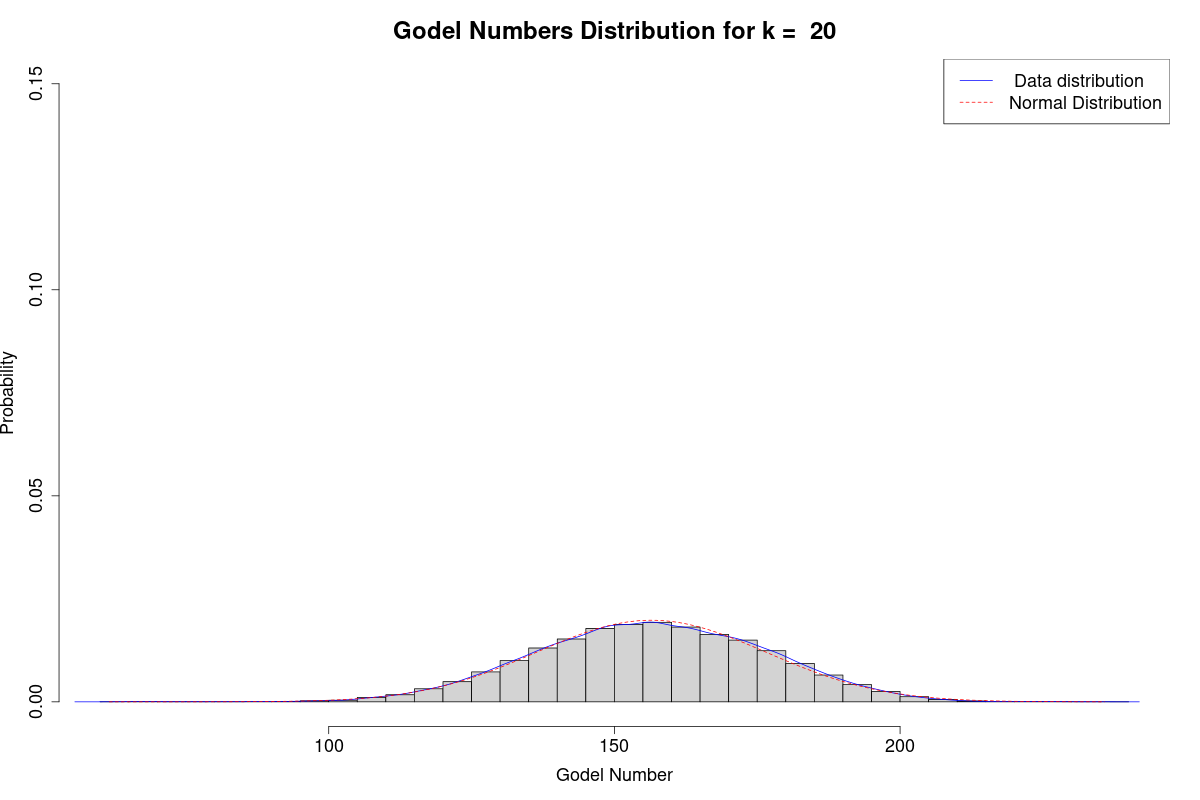 Godel Numbers Distribution for k =  20
Data distribution
Normal Distribution
0.15
0.10
0.05
0.00
Probability
100
150
200
Godel Number